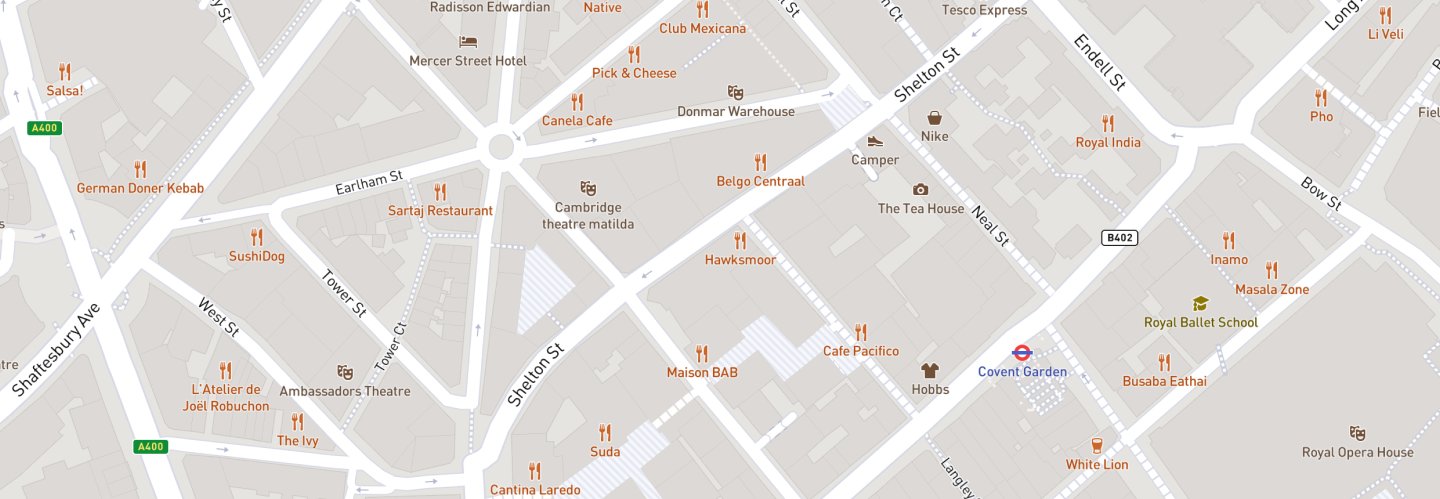 Radisson Edwardian
Native
Club Mexicana
Tesco Express
Long
Li Veli
Mercer Street Hotel
Pick & Cheese
Shelton St
Endell St
Salsa!
A400
Canela Cafe
Donmar Warehouse
Nike
Royal India
Pho
Camper
German Doner Kebab
Earlham St
Belgo Centraal
Sartaj Restaurant
Cambridge
theatre matilda
The Tea House
Neal St
Bow St
B402
SushiDog
Hawksmoor
Inamo
Masala Zone
Tower St
West St
Shaftesbury Ave
Royal Ballet School
Tower Ct
Cafe Pacifico
Shelton St
Maison BAB
Covent Garden
Busaba Eathai
L'Atelier de
Joël Robuchon
Ambassadors Theatre
Hobbs
The Ivy
A400
Suda
White Lion
Royal Opera House
Cantina Laredo
Langley